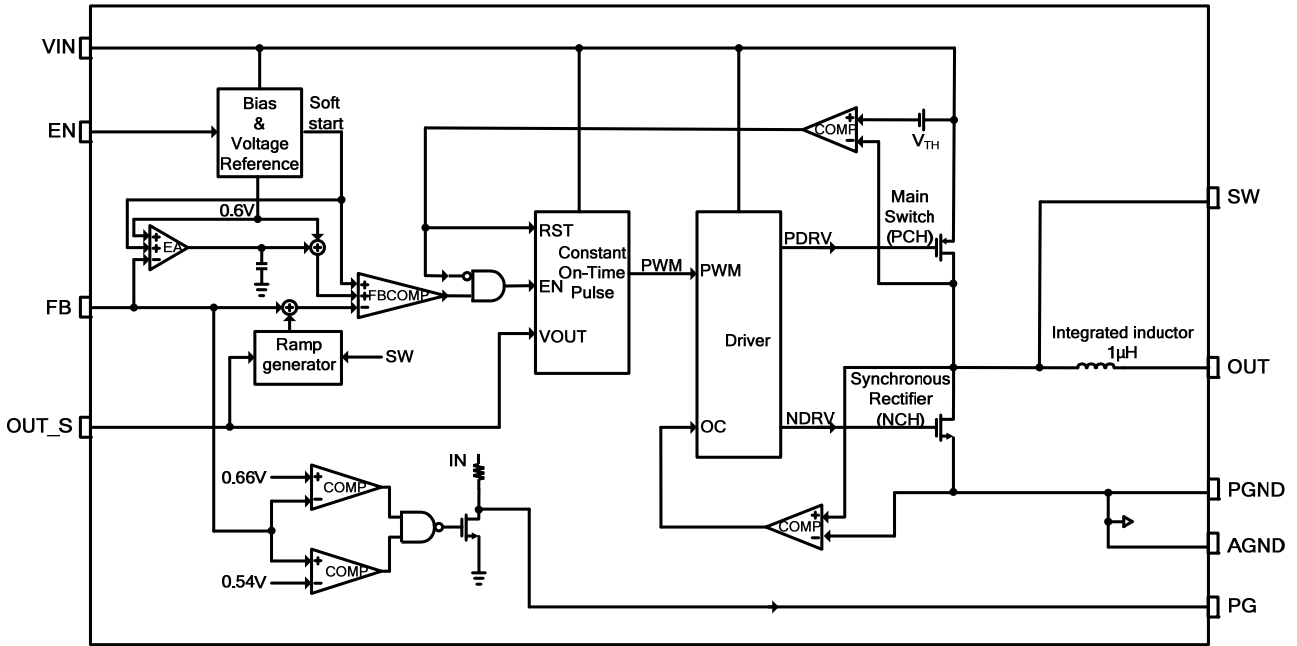 VIN
EN
FB
OUT_S
Bias
&
Voltage
Reference
Soft
start
0.6V
EA
FBCOMP
Ramp
generator
SW
RST
EN
VOUT
Constant
On-Time
Pulse
PWM
PWM
Driver
OC
PDRV
NDRV
COMP
VTH
Main
Switch
(PCH)
Synchronous
Rectifier
(NCH)
COMP
Integrated inductor
1µH
0.66V
COMP
0.54V
COMP
IN
SW
OUT
PGND
AGND
PG